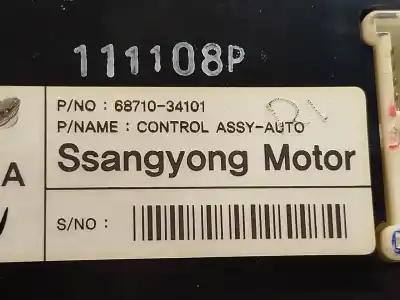 111108P
P/NO : 68710-34101
P/NAME : CONTROL ASSY-AUTO
Ssangyong Motor
A
S/NO :